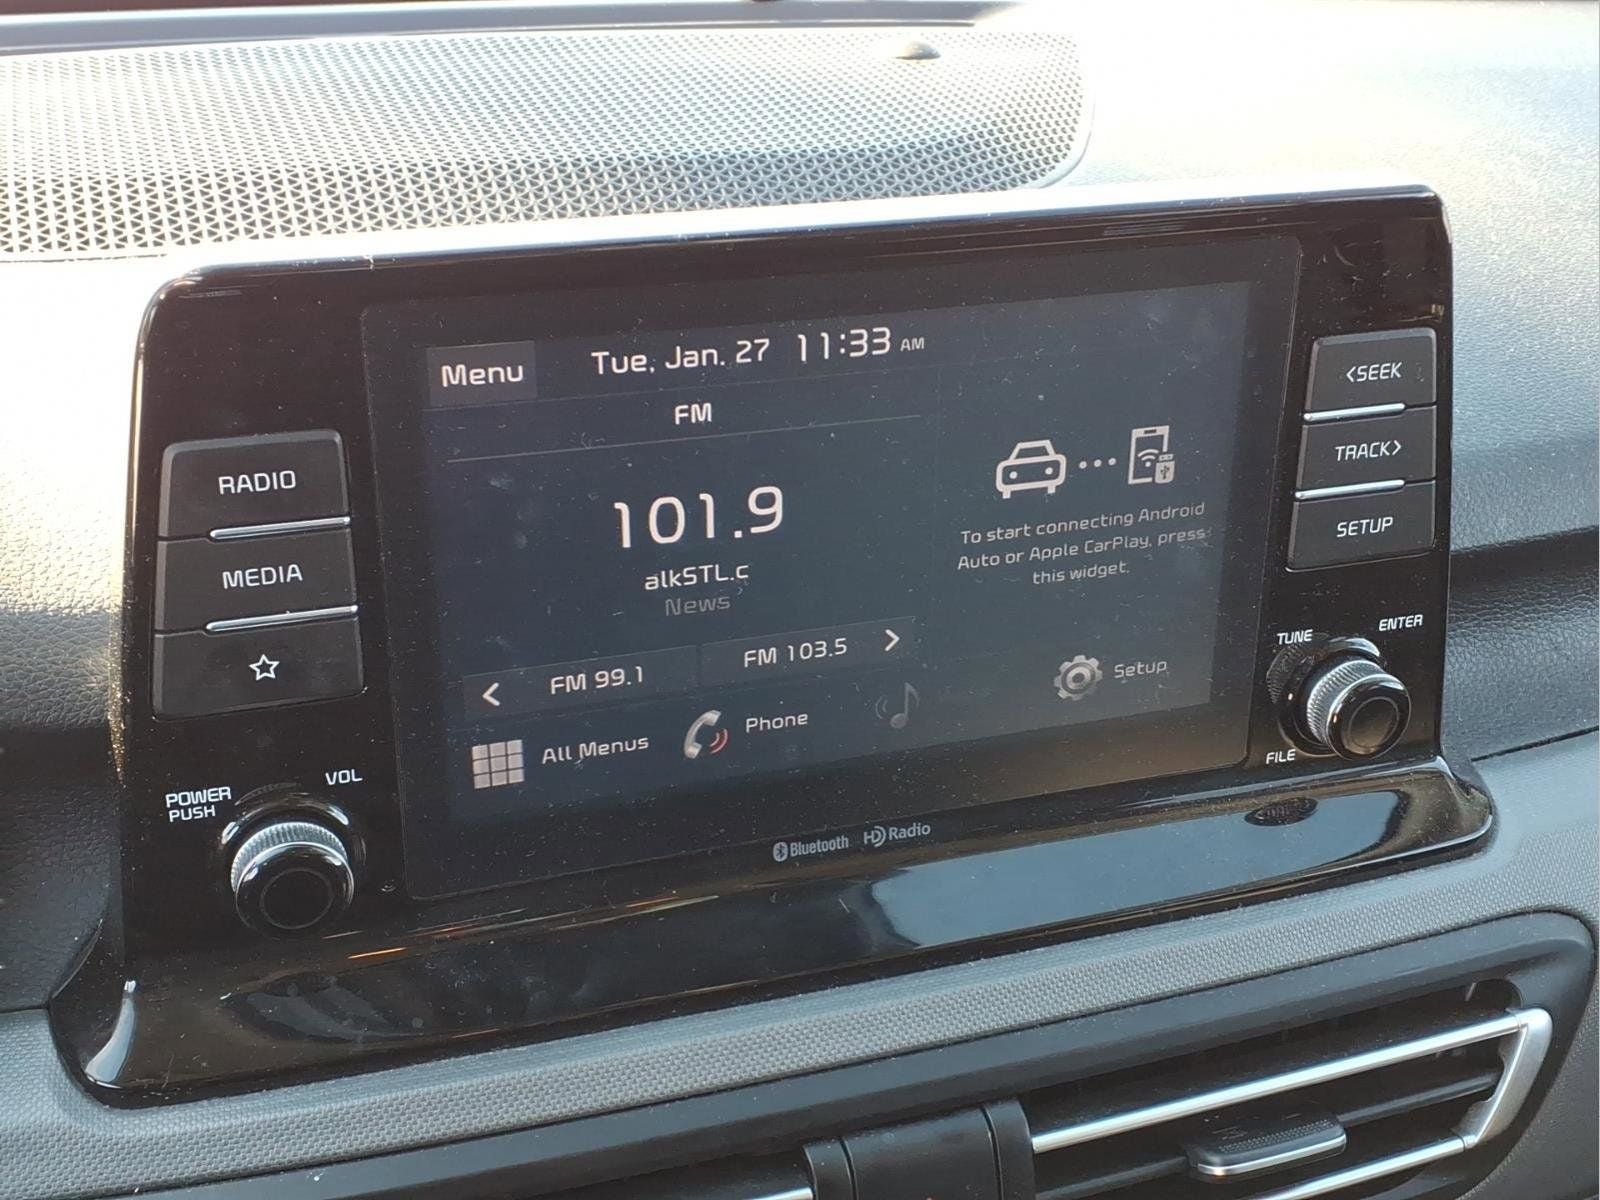 Menu
Tue, Jan. 27 11:33 AM
FM
101.9
alkSTL.c
News
< FM 99.1
FM 103.5 >
All Menus
Phone
To start connecting Android
Auto or Apple CarPlay, press
this widget.
Setup
RADIO
MEDIA
POWER
PUSH
VOL
<SEEK
TRACK>
SETUP
TUNE
ENTER
FILE
Bluetooth
HD Radio